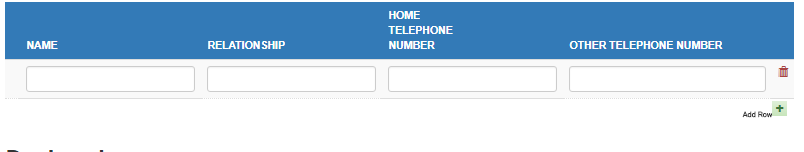 NAME
RELATIONSHIP
HOME
TELEPHONE
NUMBER
OTHER TELEPHONE NUMBER
Add Row